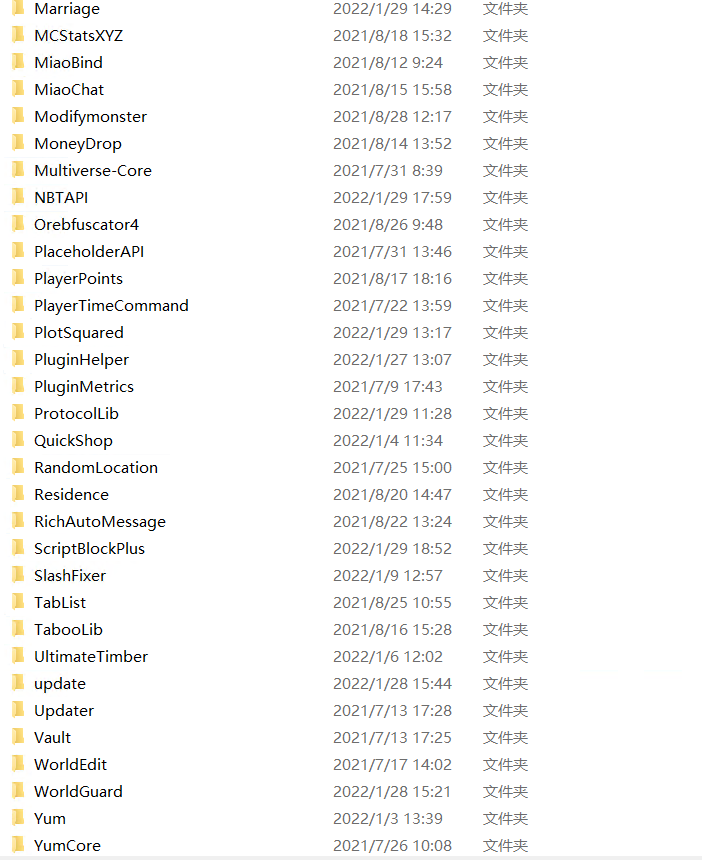 Marriage 2022/1/29 14:29 文件夹
MCStatsXYZ 2021/8/18 15:32 文件夹
MiaoBind 2021/8/12 9:24 文件夹
MiaoChat 2021/8/15 15:58 文件夹
Modifymonster 2021/8/28 12:17 文件夹
MoneyDrop 2021/8/14 13:52 文件夹
Multiverse-Core 2021/7/31 8:39 文件夹
NBTAPI 2022/1/29 17:59 文件夹
Orebfuscator4 2021/8/26 9:48 文件夹
PlaceholderAPI 2021/7/31 13:46 文件夹
PlayerPoints 2021/8/17 18:16 文件夹
PlayerTimeCommand 2021/7/22 13:59 文件夹
PlotSquared 2022/1/29 13:17 文件夹
PluginHelper 2022/1/27 13:07 文件夹
PluginMetrics 2021/7/9 17:43 文件夹
ProtocolLib 2022/1/29 11:28 文件夹
QuickShop 2022/1/4 11:34 文件夹
RandomLocation 2021/7/25 15:00 文件夹
Residence 2021/8/20 14:47 文件夹
RichAutoMessage 2021/8/22 13:24 文件夹
ScriptBlockPlus 2022/1/29 18:52 文件夹
SlashFixer 2022/1/9 12:57 文件夹
TabList 2021/8/25 10:55 文件夹
TabooLib 2021/8/16 15:28 文件夹
UltimateTimber 2022/1/6 12:02 文件夹
update 2022/1/28 15:44 文件夹
Updater 2021/7/13 17:28 文件夹
Vault 2021/7/13 17:25 文件夹
WorldEdit 2021/7/17 14:02 文件夹
WorldGuard 2022/1/28 15:21 文件夹
Yum 2022/1/3 13:39 文件夹
YumCore 2021/7/26 10:08 文件夹